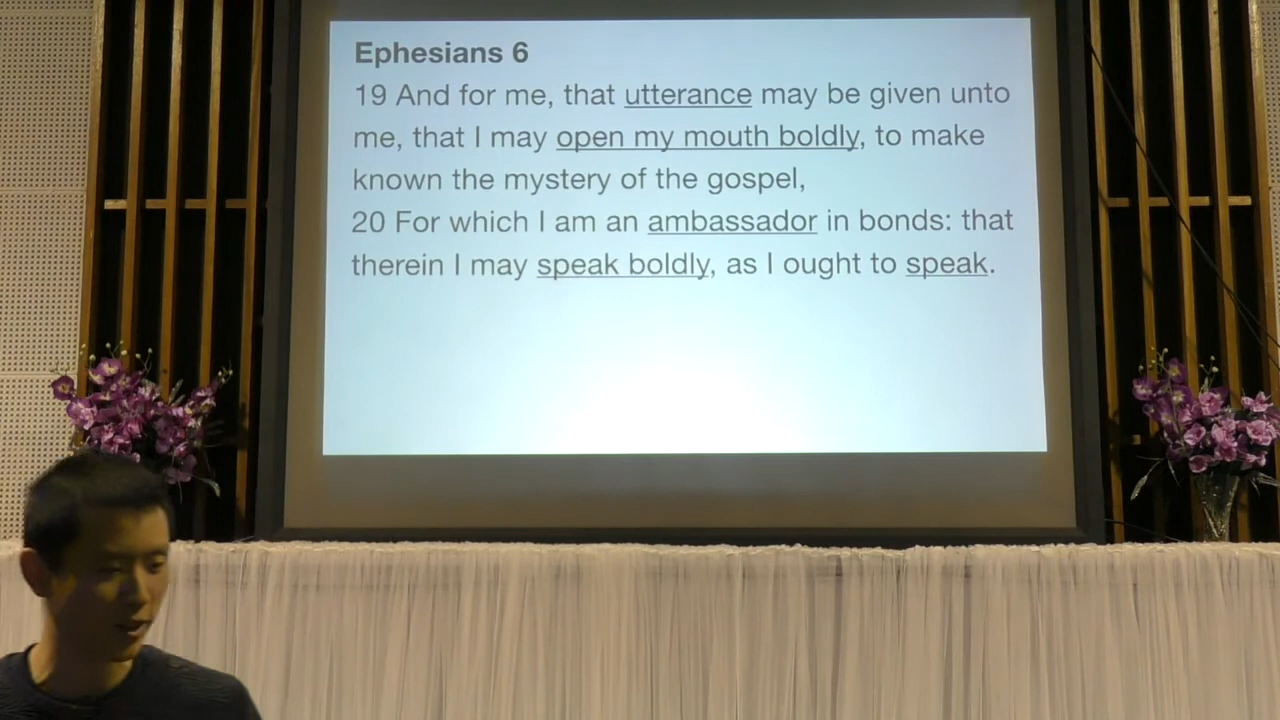 Ephesians 6
19 And for me, that utterance may be given unto
me, that I may open my mouth boldly, to make
known the mystery of the gospel,
20 For which I am an ambassador in bonds: that
therein I may speak boldly, as I ought to speak.